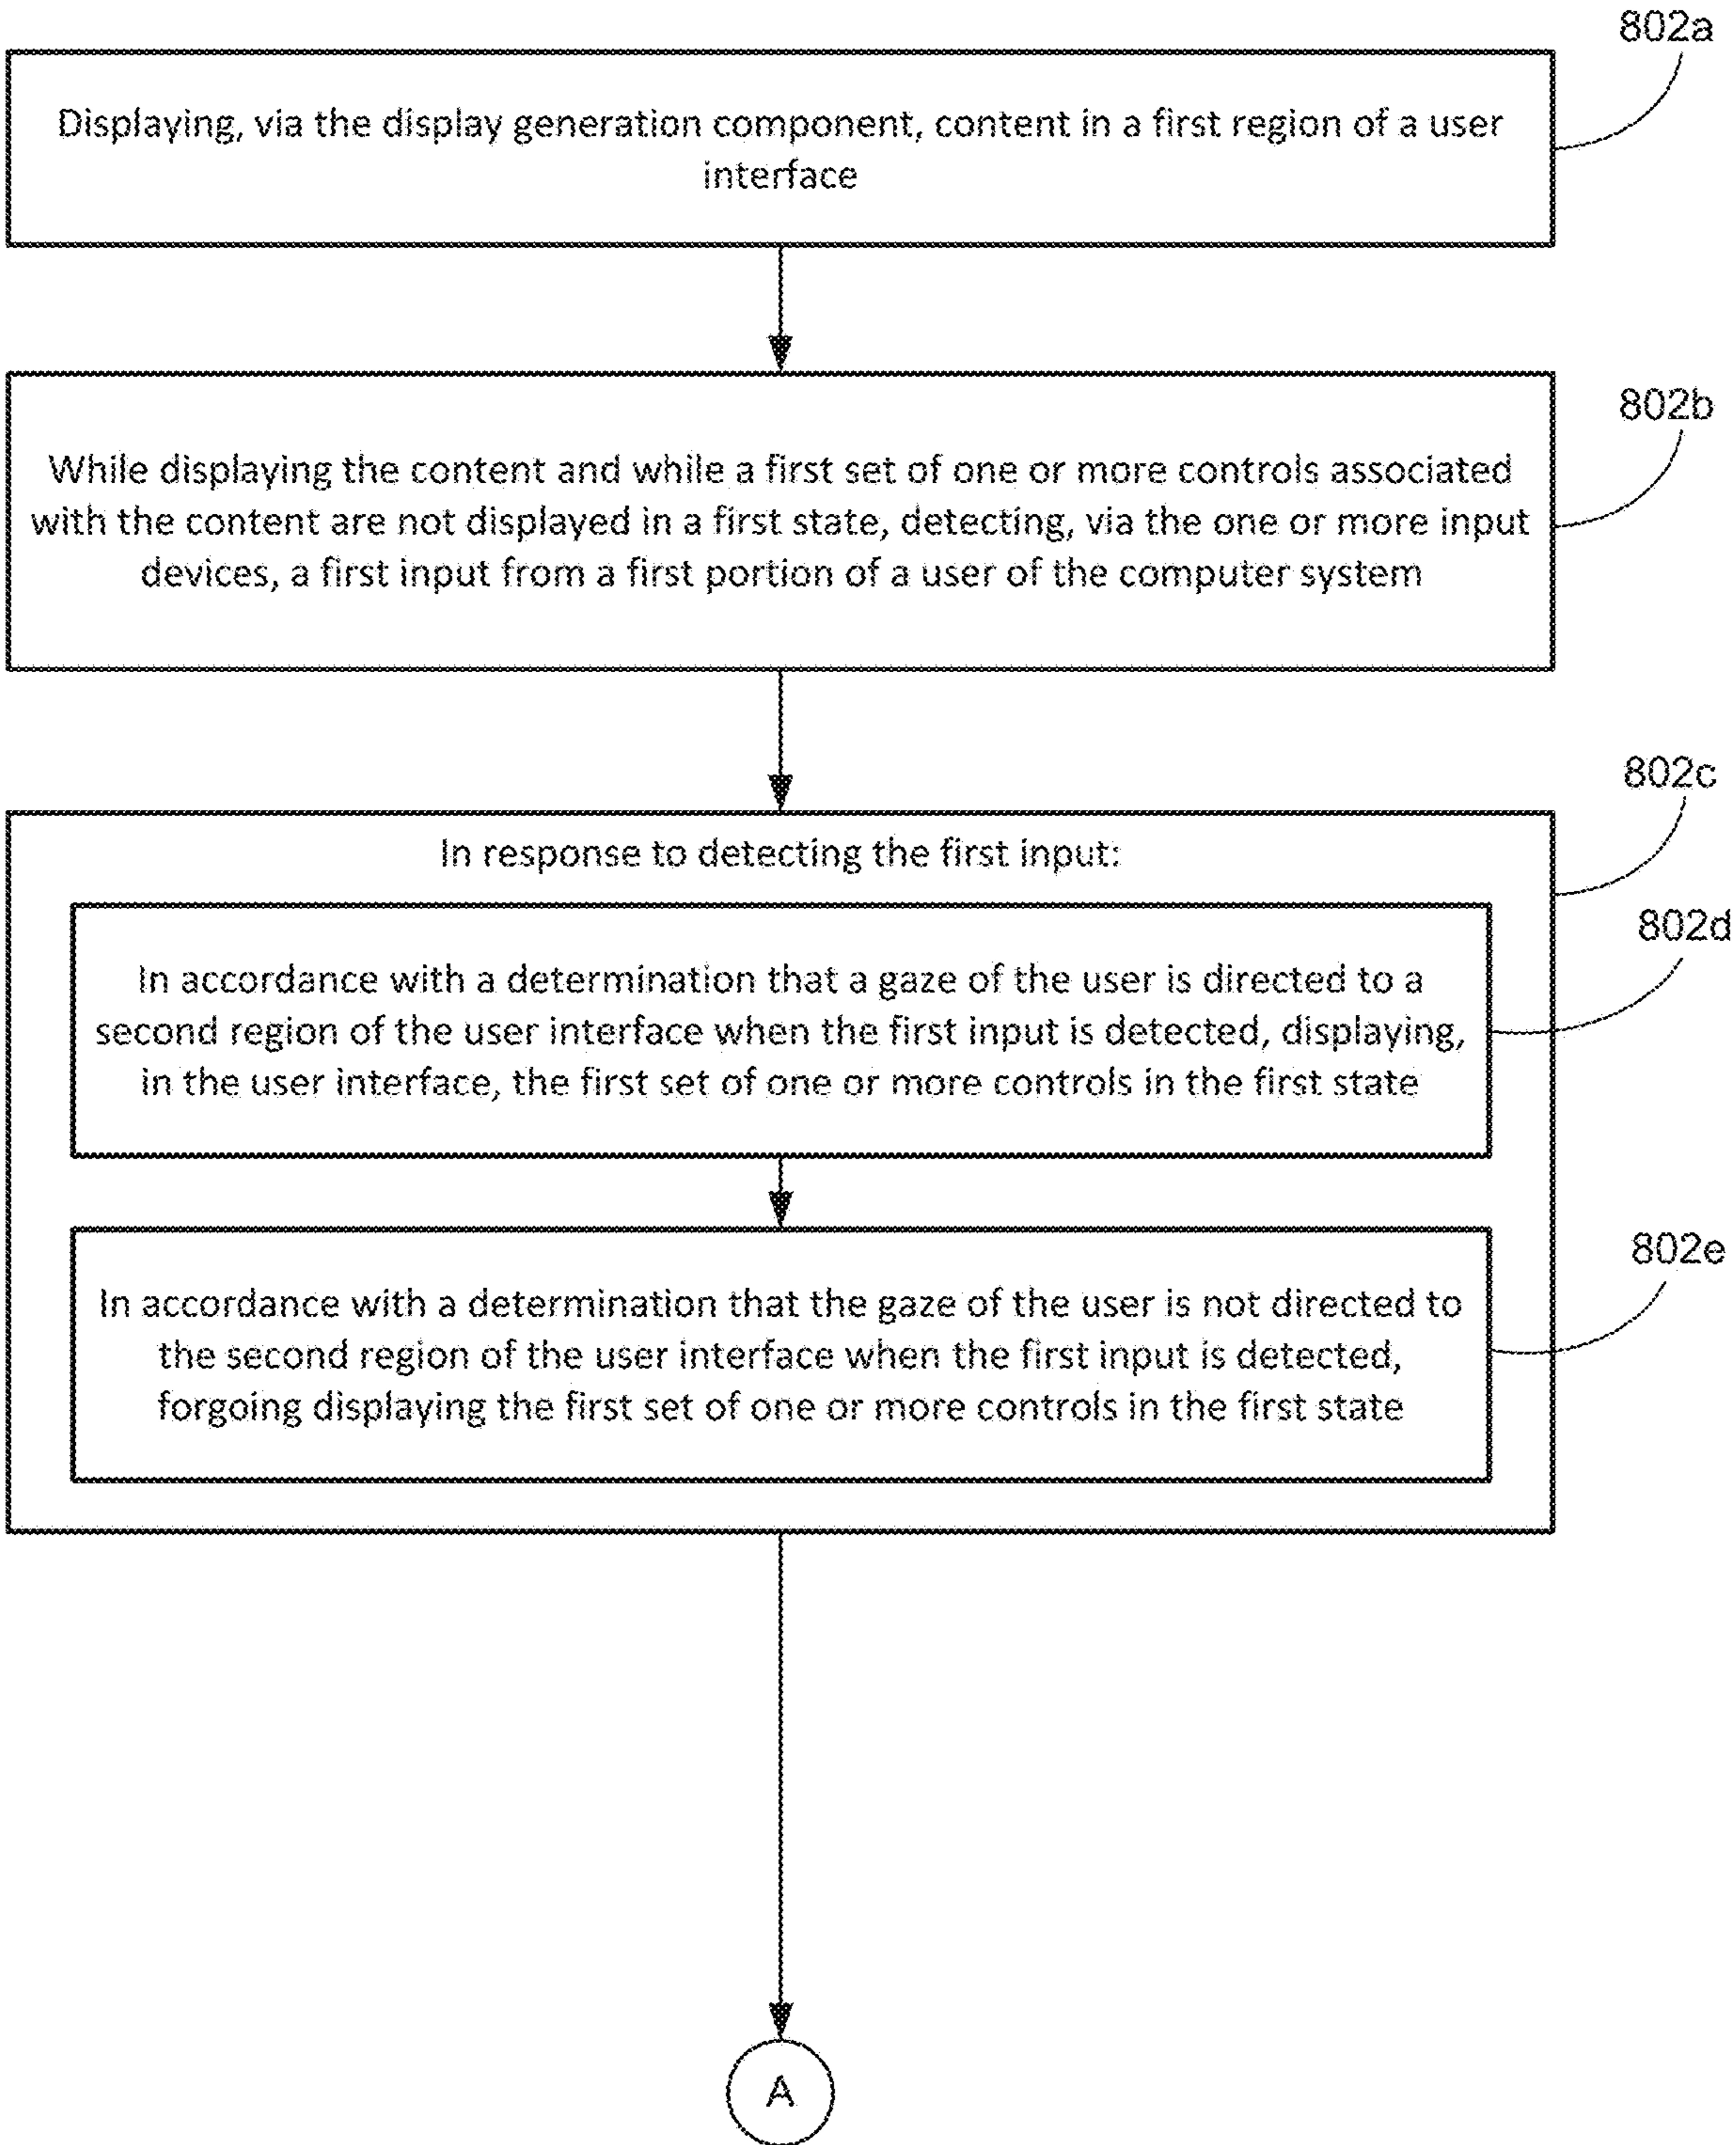 802a
Displaying, via the display generation component, content in a first region of a user
interface
802b
While displaying the content and while a first set of one or more controls associated
with the content are not displayed in a first state, detecting, via the one or more input
devices, a first input from a first portion of a user of the computer system
802c
In response to detecting the first input:
802d
In accordance with a determination that a gaze of the user is directed to a
second region of the user interface when the first input is detected, displaying,
in the user interface, the first set of one or more controls in the first state
802e
In accordance with a determination that the gaze of the user is not directed to
the second region of the user interface when the first input is detected,
forgoing displaying the first set of one or more controls in the first state
A